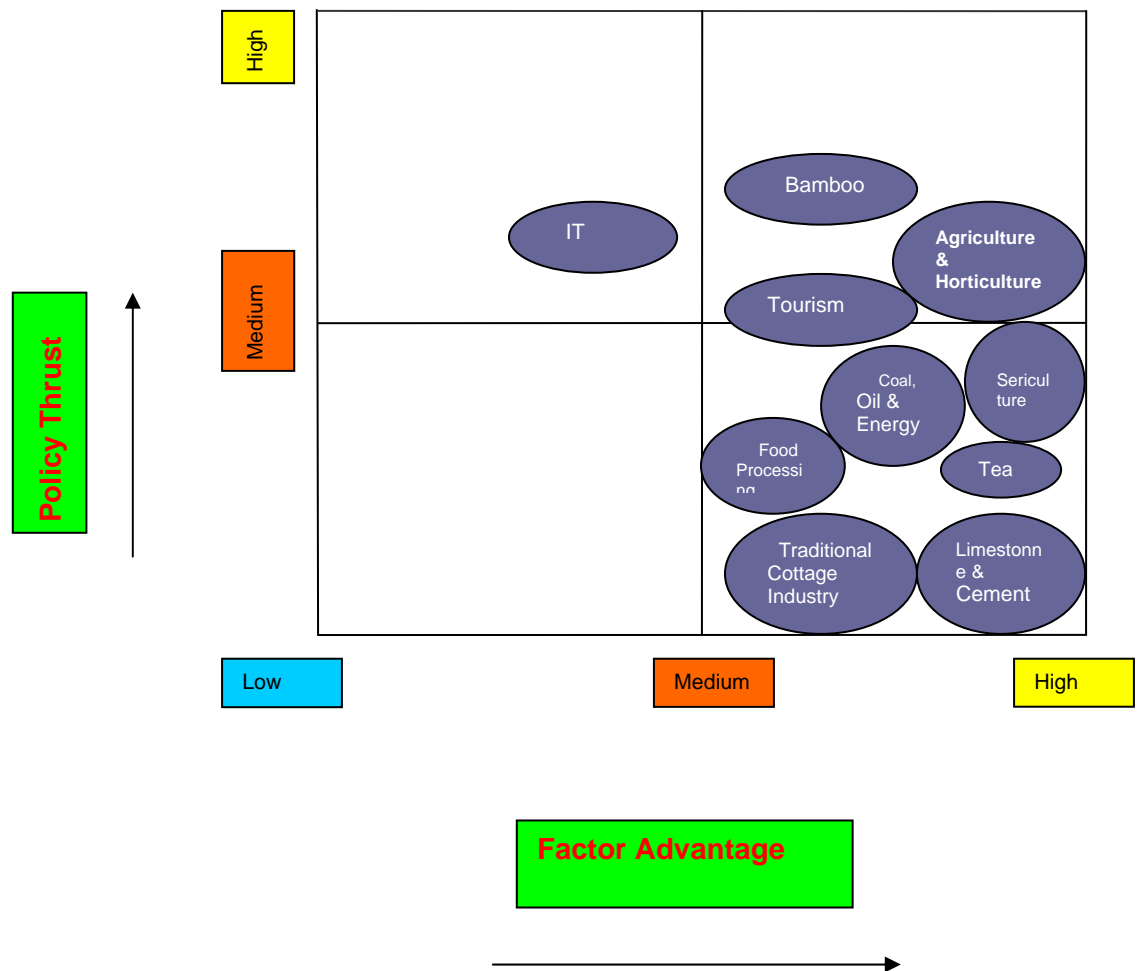 High
Bamboo
IT
Agriculture
&
Horticulture
Medium
Tourism
Policy Thrust
Coal,
Oil &
Energy
Sericul
ture
Food
Processi
ng
Tea
Traditional
Cottage
Industry
Limestonn
e &
Cement
Low
Medium
High
Factor Advantage